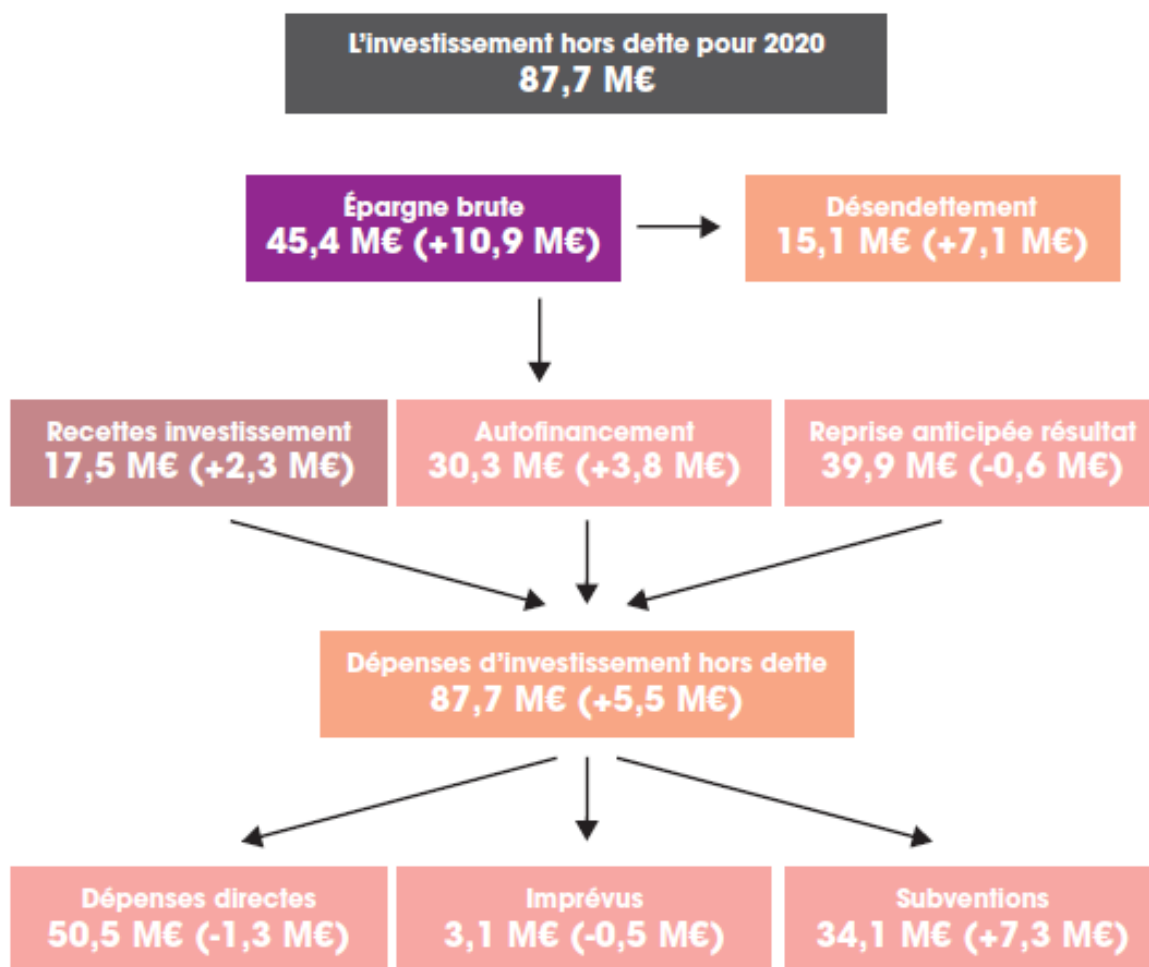 L'investissement hors dette pour 2020
87,7 M€
Épargne brute
45,4 M€ (+10,9 M€)
Désendettement
15,1 M€ (+7,1 M€)
Recettes investissement
17,5 M€ (+2,3 M€)
Autofinancement
30,3 M€ (+3,8 M€)
Reprise anticipée résultat
39,9 M€ (-0,6 M€)
Dépenses d'investissement hors dette
87,7 M€ (+5,5 M€)
Dépenses directes
50,5 M€ (-1,3 M€)
Imprévus
3,1 M€ (-0,5 M€)
Subventions
34,1 M€ (+7,3 M€)